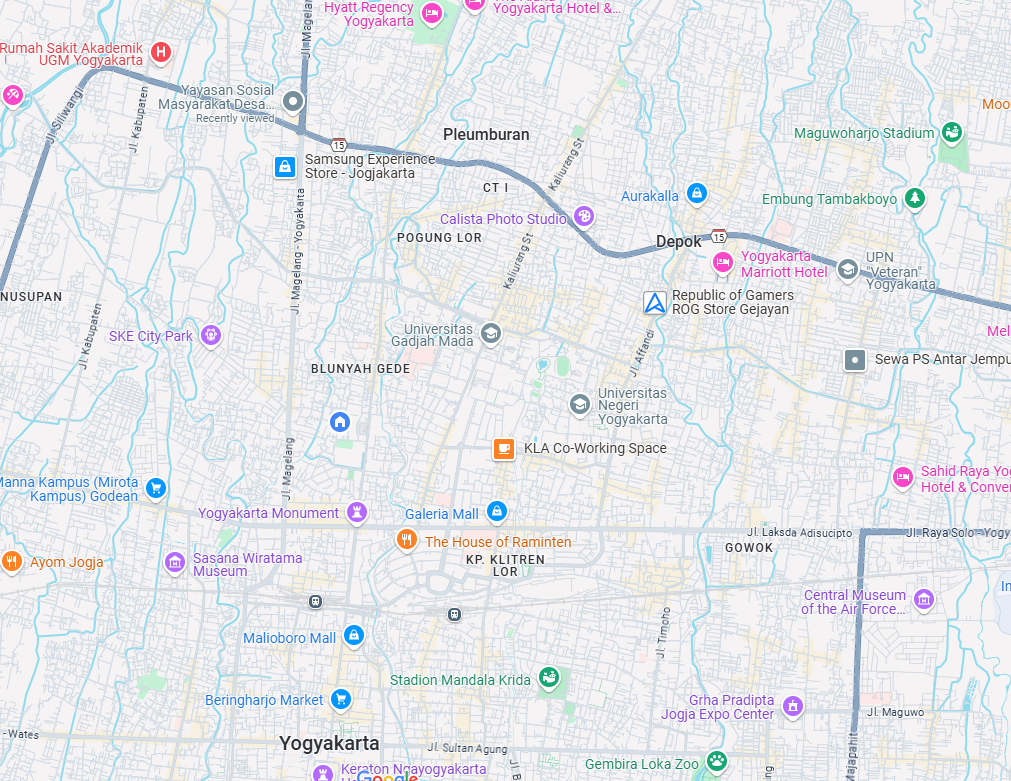 Hyatt Regency
Yogyakarta
Yogyakarta Hotel &...
Jl. Magelang
Rumah Sakit Akademik
UGM Yogyakarta
Yayasan Sosial
Masyarakat Desa...
Recently viewed
Jl. Siliwangi
Jl. Kabupaten
15
Pleumburan
Samsung Experience
Store - Jogjakarta
CT I
Kaliurang St
Moo
Maguwoharjo Stadium
Aurakalla
Embung Tambakboyo
Calista Photo Studio
POGUNG LOR
Kaliurang St
Depok
15
Yogyakarta
Marriott Hotel
UPN
"Veteran"
Yogyakarta
Jl. Magelang - Yogyakarta
NUSUPAN
Republic of Gamers
ROG Store Gejayan
SKE City Park
Jl. Kabupaten
Universitas
Gadjah Mada
Jl. Affandi
Mel
Sewa PS Antar Jempu
BLUNYAH GEDE
Universitas
Negeri
Yogyakarta
KLA Co-Working Space
Jl. Magelang
Manna Kampus (Mirota
Kampus) Godean
Sahid Raya Yo
Hotel & Conver
Yogyakarta Monument
Galeria Mall
The House of Raminten
Jl. Laksda Adisucipto
Jl. Raya Solo - Yogy
GOWOK
KP. KLITREN
LOR
Ayom Jogja
Sasana Wiratama
Museum
Central Museum
of the Air Force...
In
Malioboro Mall
Jl. Timoho
Stadion Mandala Krida
Beringharjo Market
Grha Pradipta
Jogja Expo Center
Jl. Maguwo
- Wates
Yogyakarta
Jl. Sultan Agung
Majapahit
Gembira Loka Zoo
Keraton Ngayogyakarta
Jl. B
Google